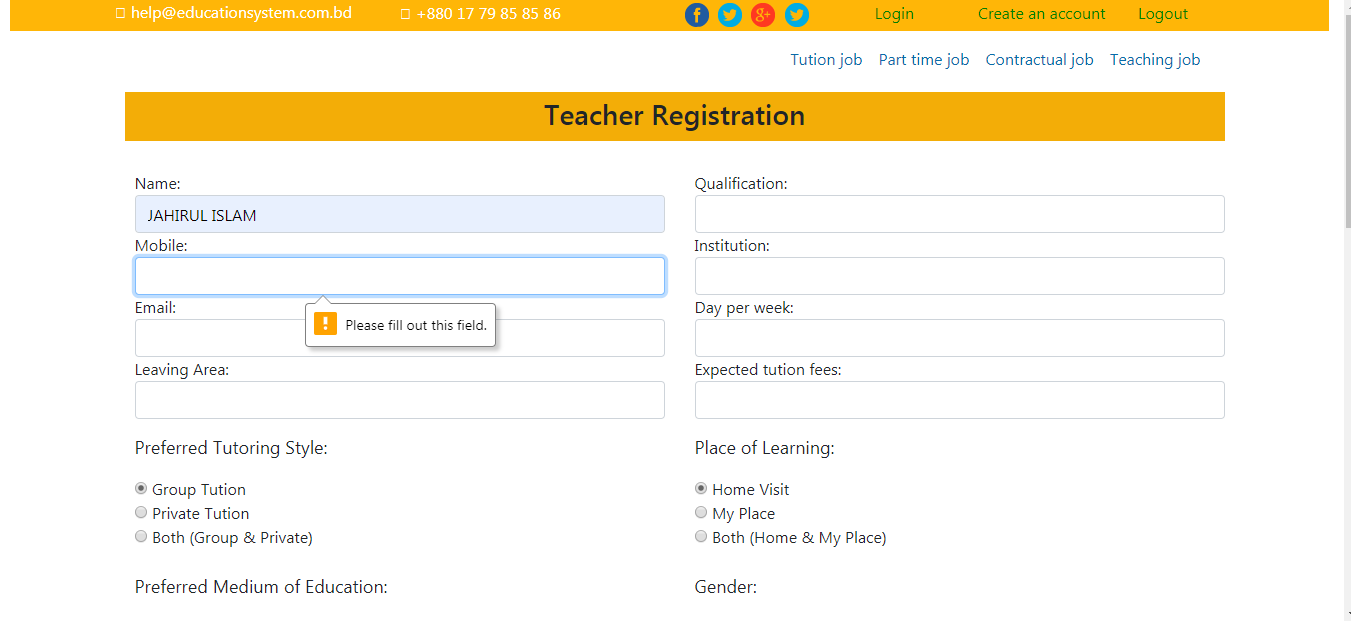 help@educationsystem.com.bd +880 17 79 85 85 86 Login Create an account Logout
Tution job Part time job Contractual job Teaching job
Teacher Registration
Name: Qualification:
JAHIRUL ISLAM
Mobile: Institution:
Email: Day per week:
Please fill out this field.
Leaving Area: Expected tution fees:
Preferred Tutoring Style: Place of Learning:
Group Tution Home Visit
Private Tution My Place
Both (Group & Private) Both (Home & My Place)
Preferred Medium of Education: Gender: